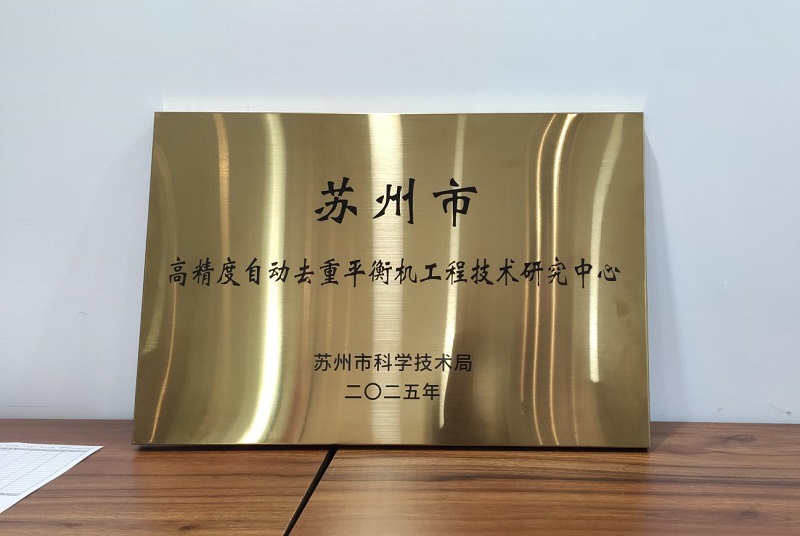 苏州市
高精度自动去重平衡机工程技术研究中心
苏州市科学技术局
二〇二五年